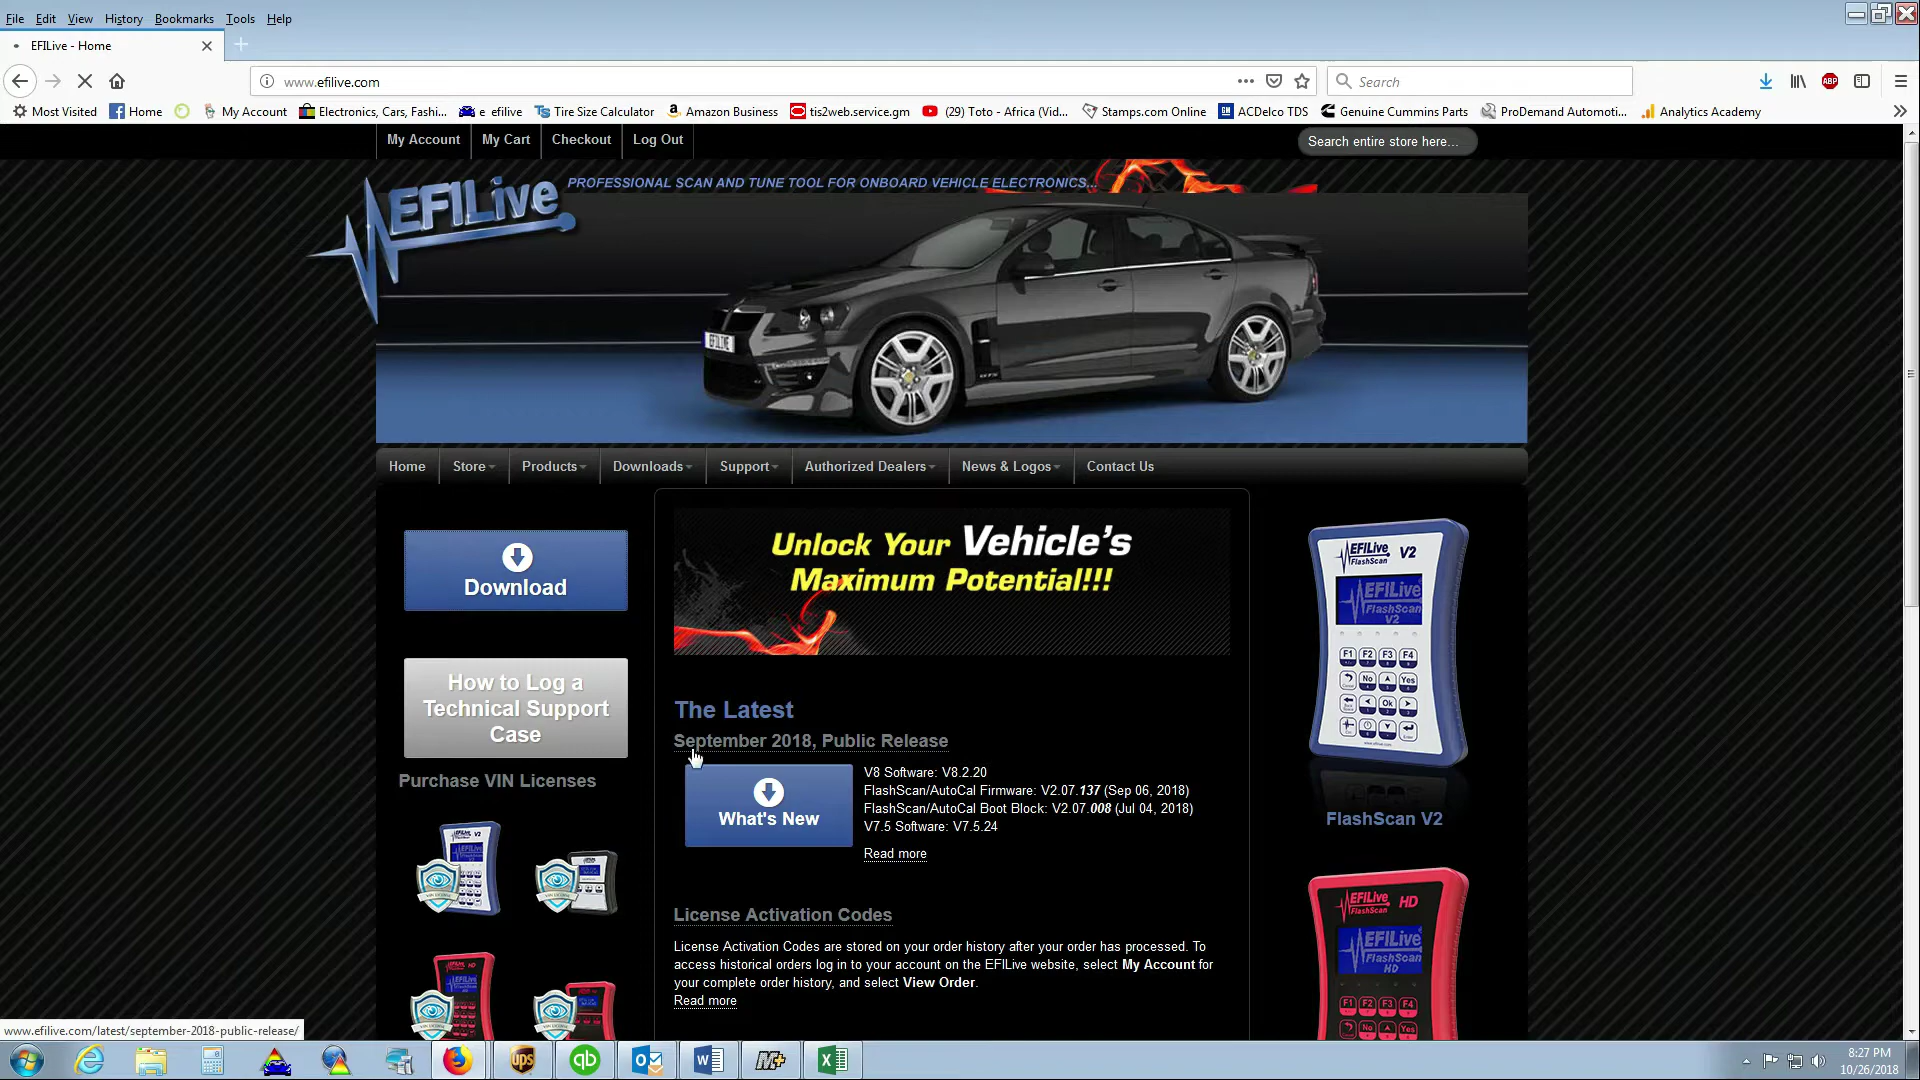 File Edit View History Bookmarks Tools Help
EFILive - Home
www.efilive.com
Search
Most Visited Home My Account Electronics, Cars, Fashi... e efilive Tire Size Calculator Amazon Business tis2web.service.gm (29) Toto - Africa (Vid... Stamps.com Online ACDelco TDS Genuine Cummins Parts ProDemand Automoti... Analytics Academy
My Account My Cart Checkout Log Out
Search entire store here...
PROFESSIONAL SCAN AND TUNE TOOL FOR ONBOARD VEHICLE ELECTRONICS...
EFILive
EFILIVE
Home Store Products Downloads Support Authorized Dealers News & Logos Contact Us
Download
How to Log a
Technical Support
Case
Purchase VIN Licenses
Unlock Your Vehicle's
Maximum Potential!!!
The Latest
September 2018, Public Release
What's New
V8 Software: V8.2.20
FlashScan/AutoCal Firmware: V2.07.137 (Sep 06, 2018)
FlashScan/AutoCal Boot Block: V2.07.008 (Jul 04, 2018)
V7.5 Software: V7.5.24
Read more
License Activation Codes
License Activation Codes are stored on your order history after your order has processed. To
access historical orders log in to your account on the EFILive website, select My Account for
your complete order history, and select View Order.
Read more
EFILive V2
FlashScan
EFILive
FlashScan
V2
F1 F2 F3 F4
No Yes
Ok
FlashScan V2
EFILive HD
FlashScan
EFILive
FlashScan
HD
F1 F2 F3 F4
No Yes
www.efilive.com/latest/september-2018-public-release/
8:27 PM
10/26/2018